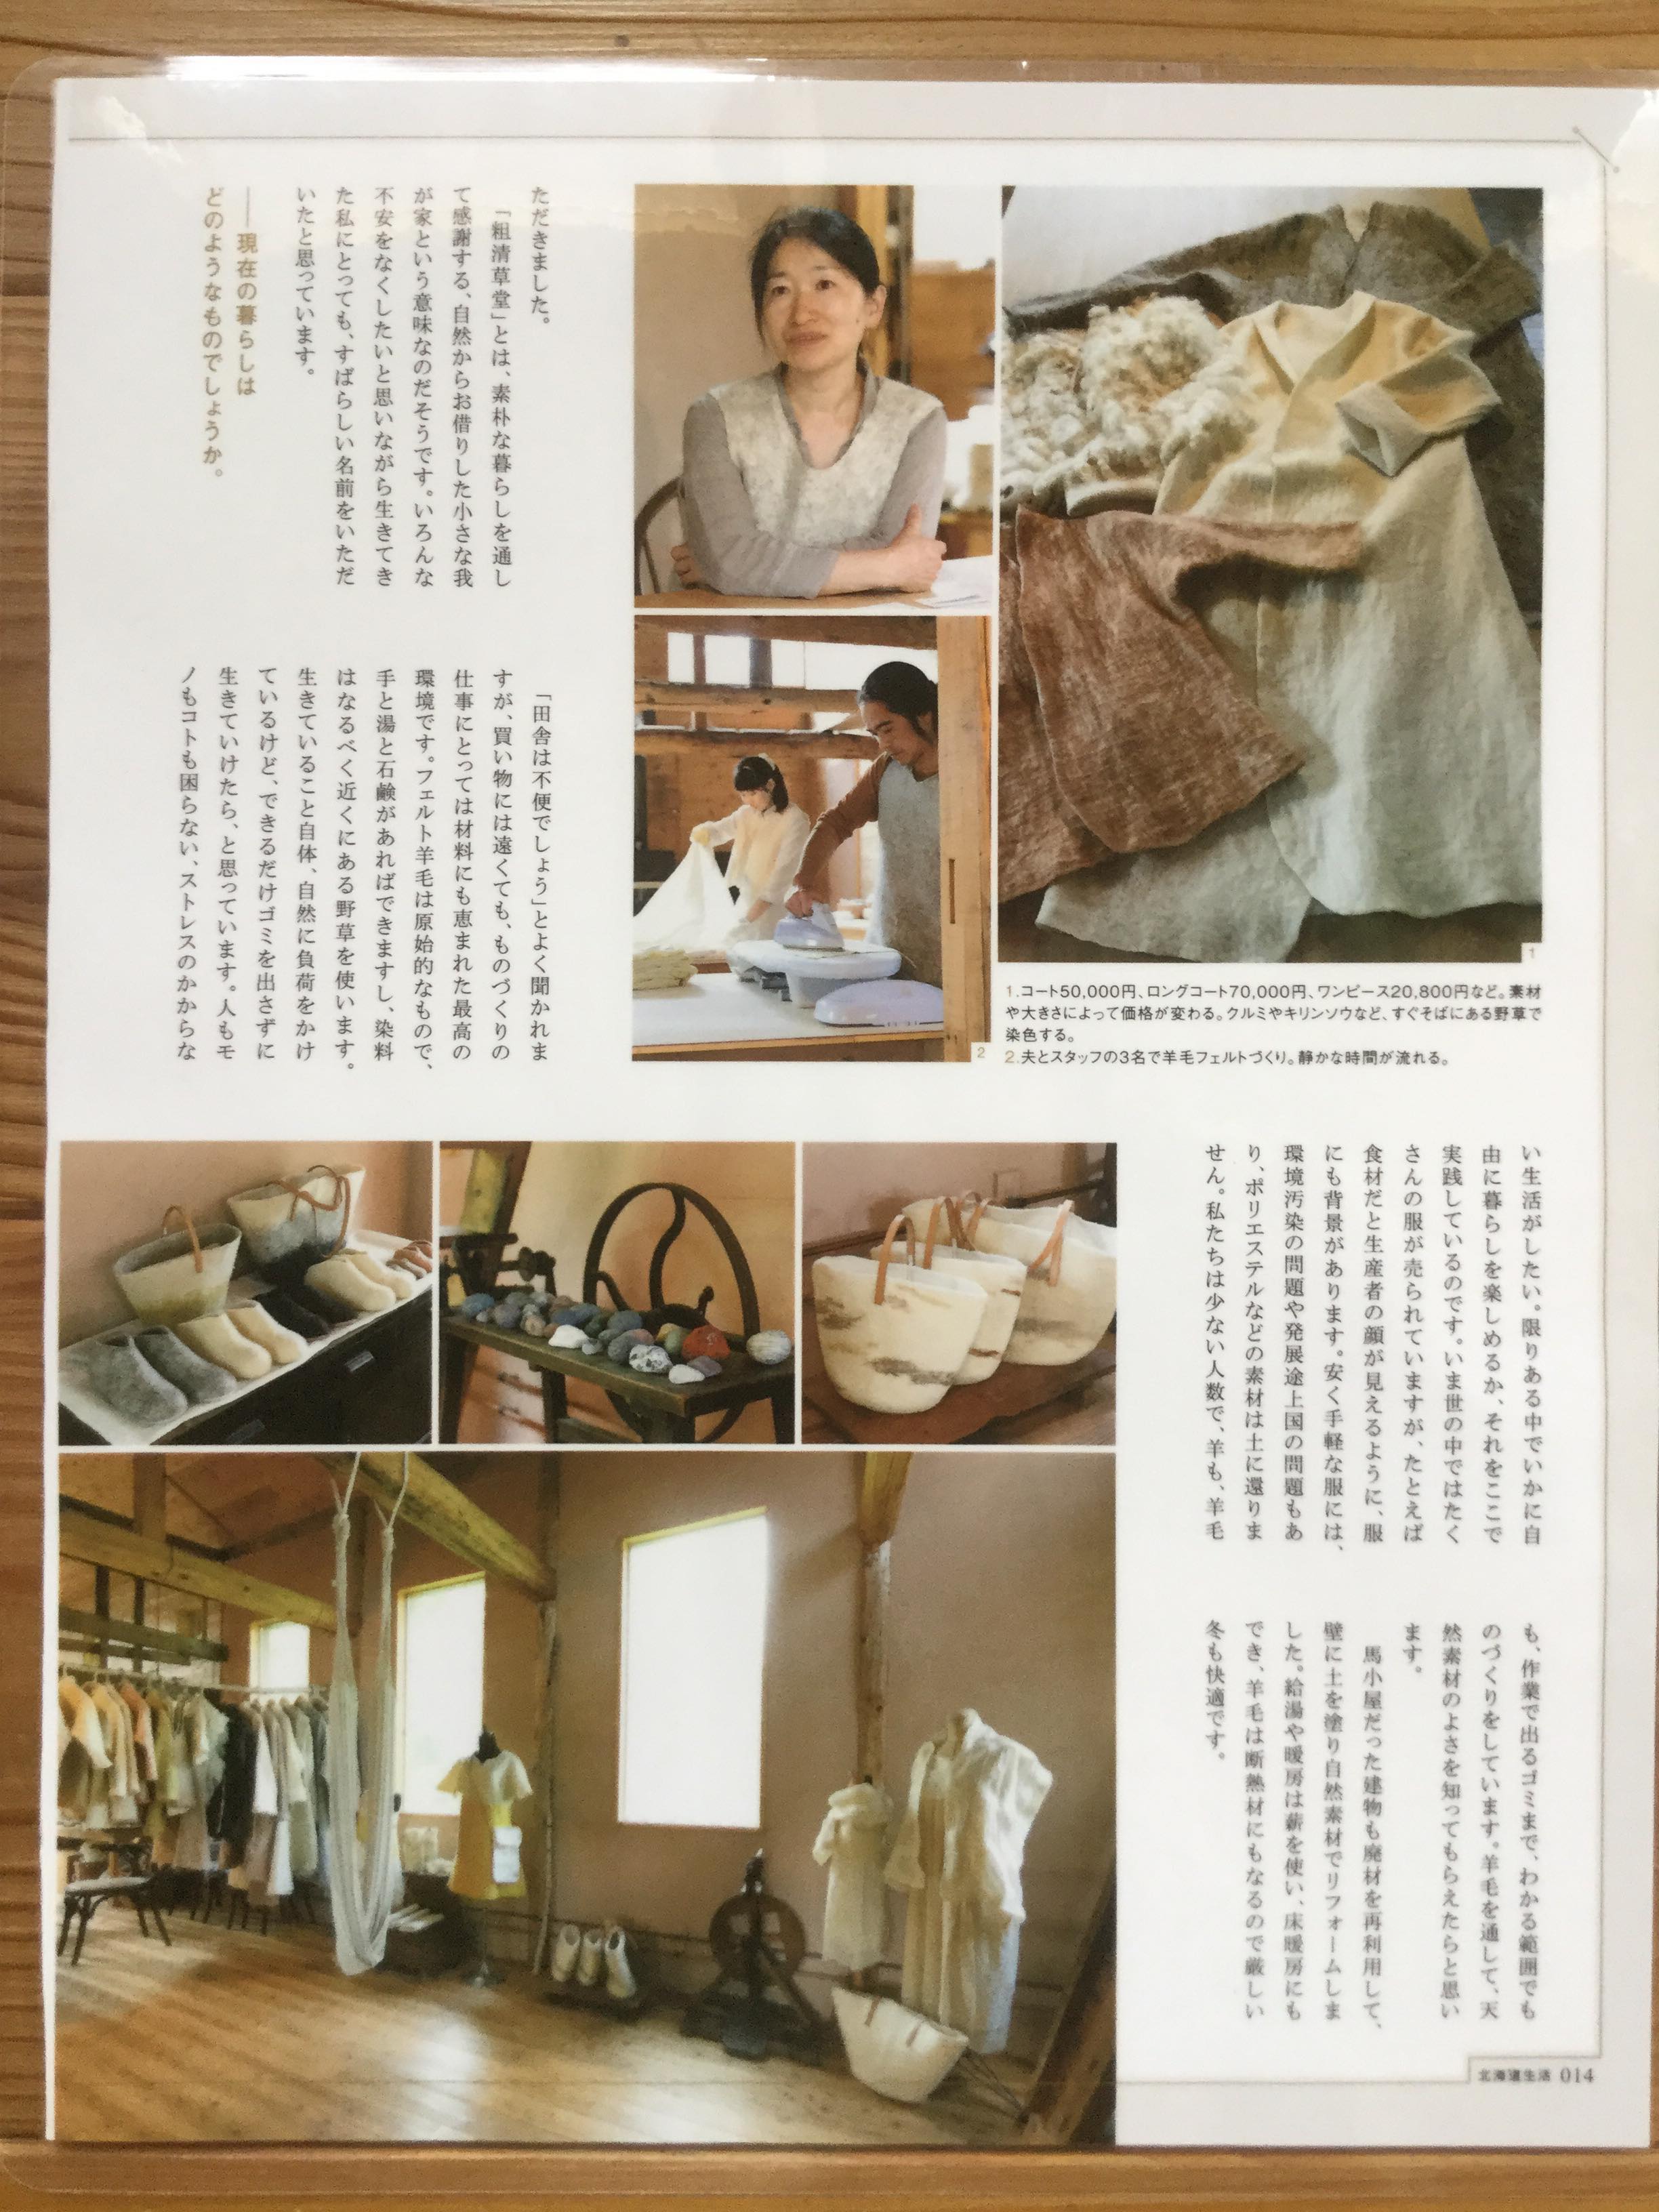 ただきました。
「粗清草堂」とは、素朴な暮らしを通し
て感謝する、自然からお借りした小さな我
が家という意味なのだそうです。いろんな
不安をなくしたいと思いながら生きてき
た私にとっても、すばらしい名前をいただ
いたと思っています。
――現在の暮らしは
どのようなものでしょうか。
「田舎は不便でしょう」とよく聞かれま
すが、買い物には遠くても、ものづくりの
仕事にとっては材料にも恵まれた最高の
環境です。フェルト羊毛は原始的なもので、
手と湯と石鹸があればできますし、染料
はなるべく近くにある野草を使います。
生きていること自体、自然に負荷をかけ
ているけど、できるだけゴミを出さずに
生きていけたら、と思っています。人もモ
ノもコトも困らない、ストレスのかからな
1
2
1.コート50,000円、ロングコート70,000円、ワンピース20,800円など。素材
や大きさによって価格が変わる。クルミやキリンソウなど、すぐそばにある野草で
染色する。
2.夫とスタッフの3名で羊毛フェルトづくり。静かな時間が流れる。
い生活がしたい。限りある中でいかに自
由に暮らしを楽しめるか、それをここで
実践しているのです。いま世の中ではたく
さんの服が売られていますが、たとえば
食材だと生産者の顔が見えるように、服
にも背景があります。安く手軽な服には、
環境汚染の問題や発展途上国の問題もあ
り、ポリエステルなどの素材は土に還りま
せん。私たちは少ない人数で、羊も、羊毛
も、作業で出るゴミまで、わかる範囲でも
のづくりをしています。羊毛を通して、天
然素材のよさを知ってもらえたらと思い
ます。
馬小屋だった建物も廃材を再利用して、
壁に土を塗り自然素材でリフォームしま
した。給湯や暖房は薪を使い、床暖房にも
でき、羊毛は断熱材にもなるので厳しい
冬も快適です。
北海道生活 014